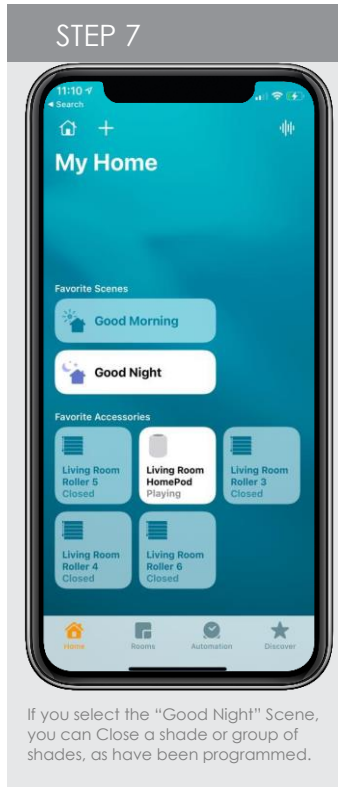 STEP 7
11:10
Search
My Home
Favorite Scenes
Good Morning
Good Night
Favorite Accessories
Living Room
Roller 5
Closed
Living Room
HomePod
Playing
Living Room
Roller 3
Closed
Living Room
Roller 4
Closed
Living Room
Roller 6
Closed
Home
Rooms
Automation
Discover
If you select the “Good Night” Scene,
you can Close a shade or group of
shades, as have been programmed.